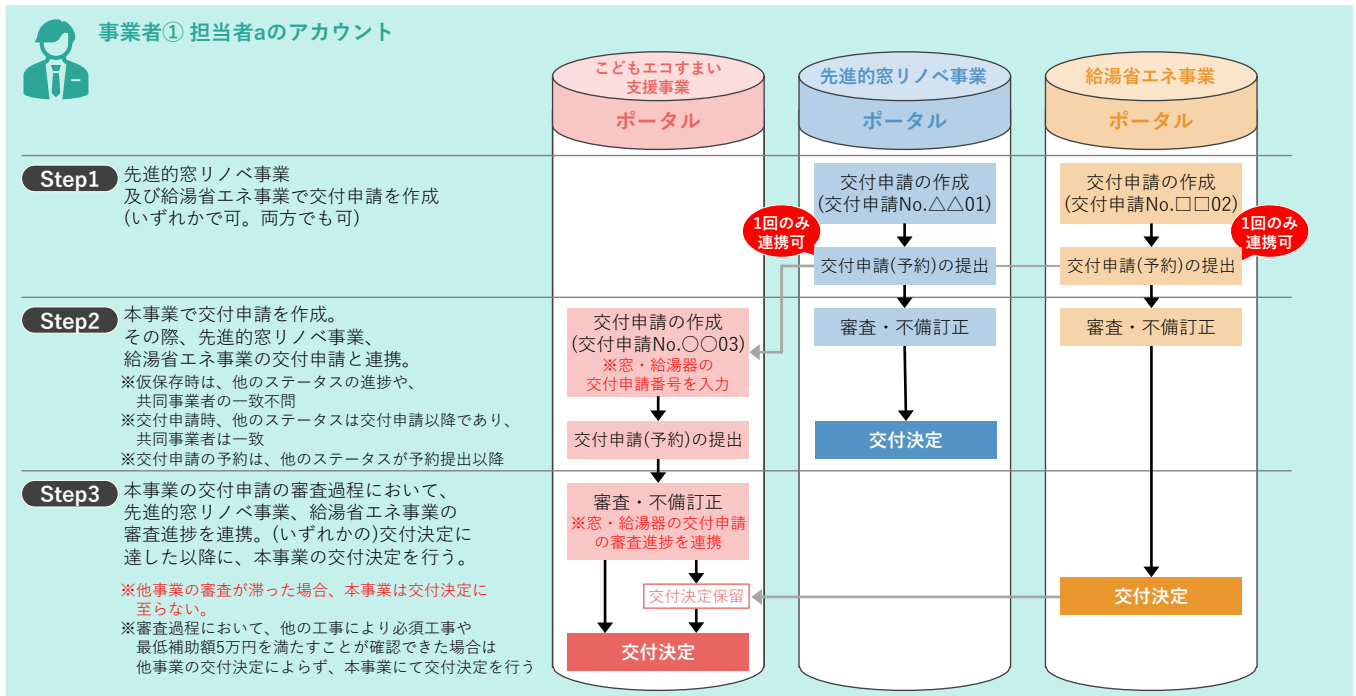 事業者① 担当者aのアカウント
こどもエコすまい
支援事業
ポータル
先進的窓リノベ事業
ポータル
給湯省エネ事業
ポータル
Step1
先進的窓リノベ事業
及び給湯省エネ事業で交付申請を作成
(いずれかで可。両方でも可)
交付申請の作成
(交付申請No.△△01)
交付申請の作成
(交付申請No.□□02)
1回のみ
連携可
1回のみ
連携可
交付申請(予約)の提出
交付申請(予約)の提出
Step2
本事業で交付申請を作成。
その際、先進的窓リノベ事業、
給湯省エネ事業の交付申請と連携。
※仮保存時は、他のステータスの進捗や、
共同事業者の一致不問
※交付申請時、他のステータスは交付申請以降であり、
共同事業者は一致
※交付申請の予約は、他のステータスが予約提出以降
交付申請の作成
(交付申請No.〇〇03)
※窓・給湯器の
交付申請番号を入力
審査・不備訂正
審査・不備訂正
交付申請(予約)の提出
交付決定
Step3
本事業の交付申請の審査過程において、
先進的窓リノベ事業、給湯省エネ事業の
審査進捗を連携。(いずれかの)交付決定に
達した以降に、本事業の交付決定を行う。
※他事業の審査が滞った場合、本事業は交付決定に
至らない。
※審査過程において、他の工事により必須工事や
最低補助額5万円を満たすことが確認できた場合は
他事業の交付決定によらず、本事業にて交付決定を行う
審査・不備訂正
※窓・給湯器の交付申請
の審査進捗を連携
交付決定保留
交付決定
交付決定